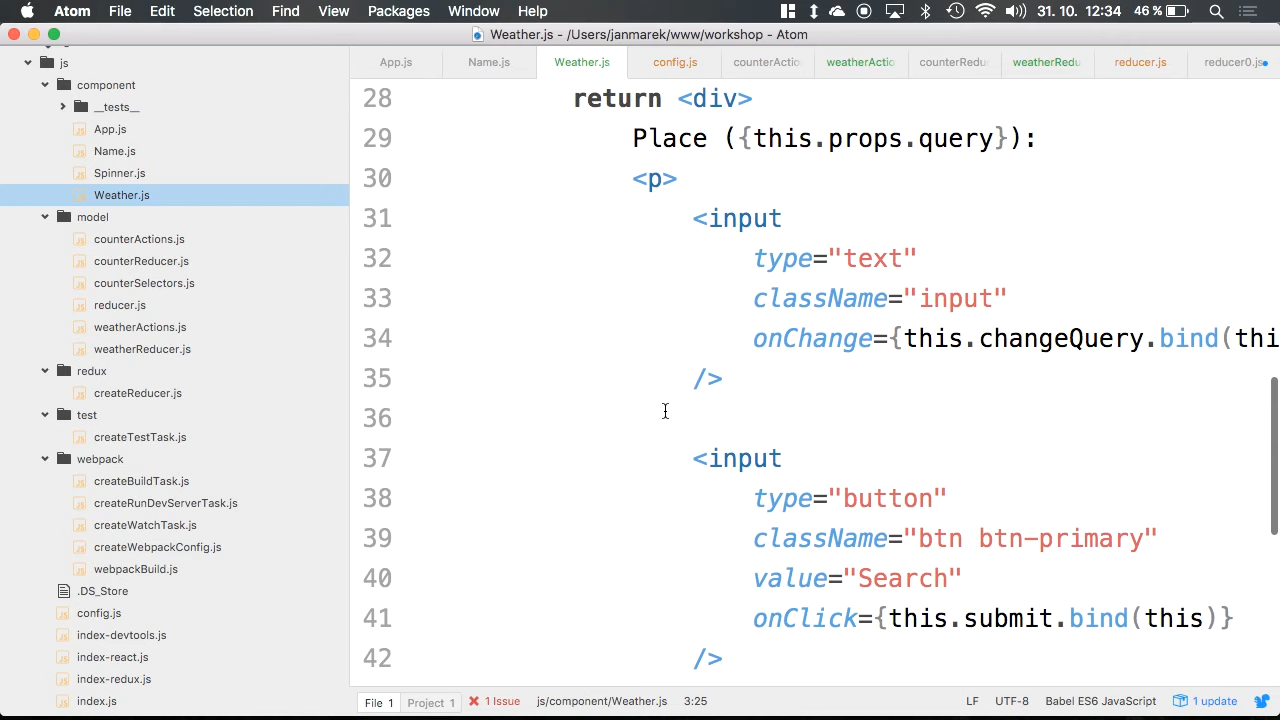 Atom File Edit Selection Find View Packages Window Help 31. 10. 12:34 46 %
Weather.js - /Users/janmarek/www/workshop - Atom
App.js Name.js Weather.js config.js counterActio weatherActio counterRedu weatherRedu reducer.js reducer0.js
js
component
__tests__
App.js
Name.js
Spinner.js
Weather.js
model
counterActions.js
counterReducer.js
counterSelectors.js
reducer.js
weatherActions.js
weatherReducer.js
redux
createReducer.js
test
createTestTask.js
webpack
createBuildTask.js
createRunDevServerTask.js
createWatchTask.js
createWebpackConfig.js
webpackBuild.js
.DS_Store
config.js
index-devtools.js
index-react.js
index-redux.js
index.js
28 return <div>
29 Place ({this.props.query}):
30 <p>
31 <input
32 type="text"
33 className="input"
34 onChange={this.changeQuery.bind(thi
35 />
36
37 <input
38 type="button"
39 className="btn btn-primary"
40 value="Search"
41 onClick={this.submit.bind(this)}
42 />
File 1 Project 1 1 Issue js/component/Weather.js 3:25 LF UTF-8 Babel ES6 JavaScript 1 update